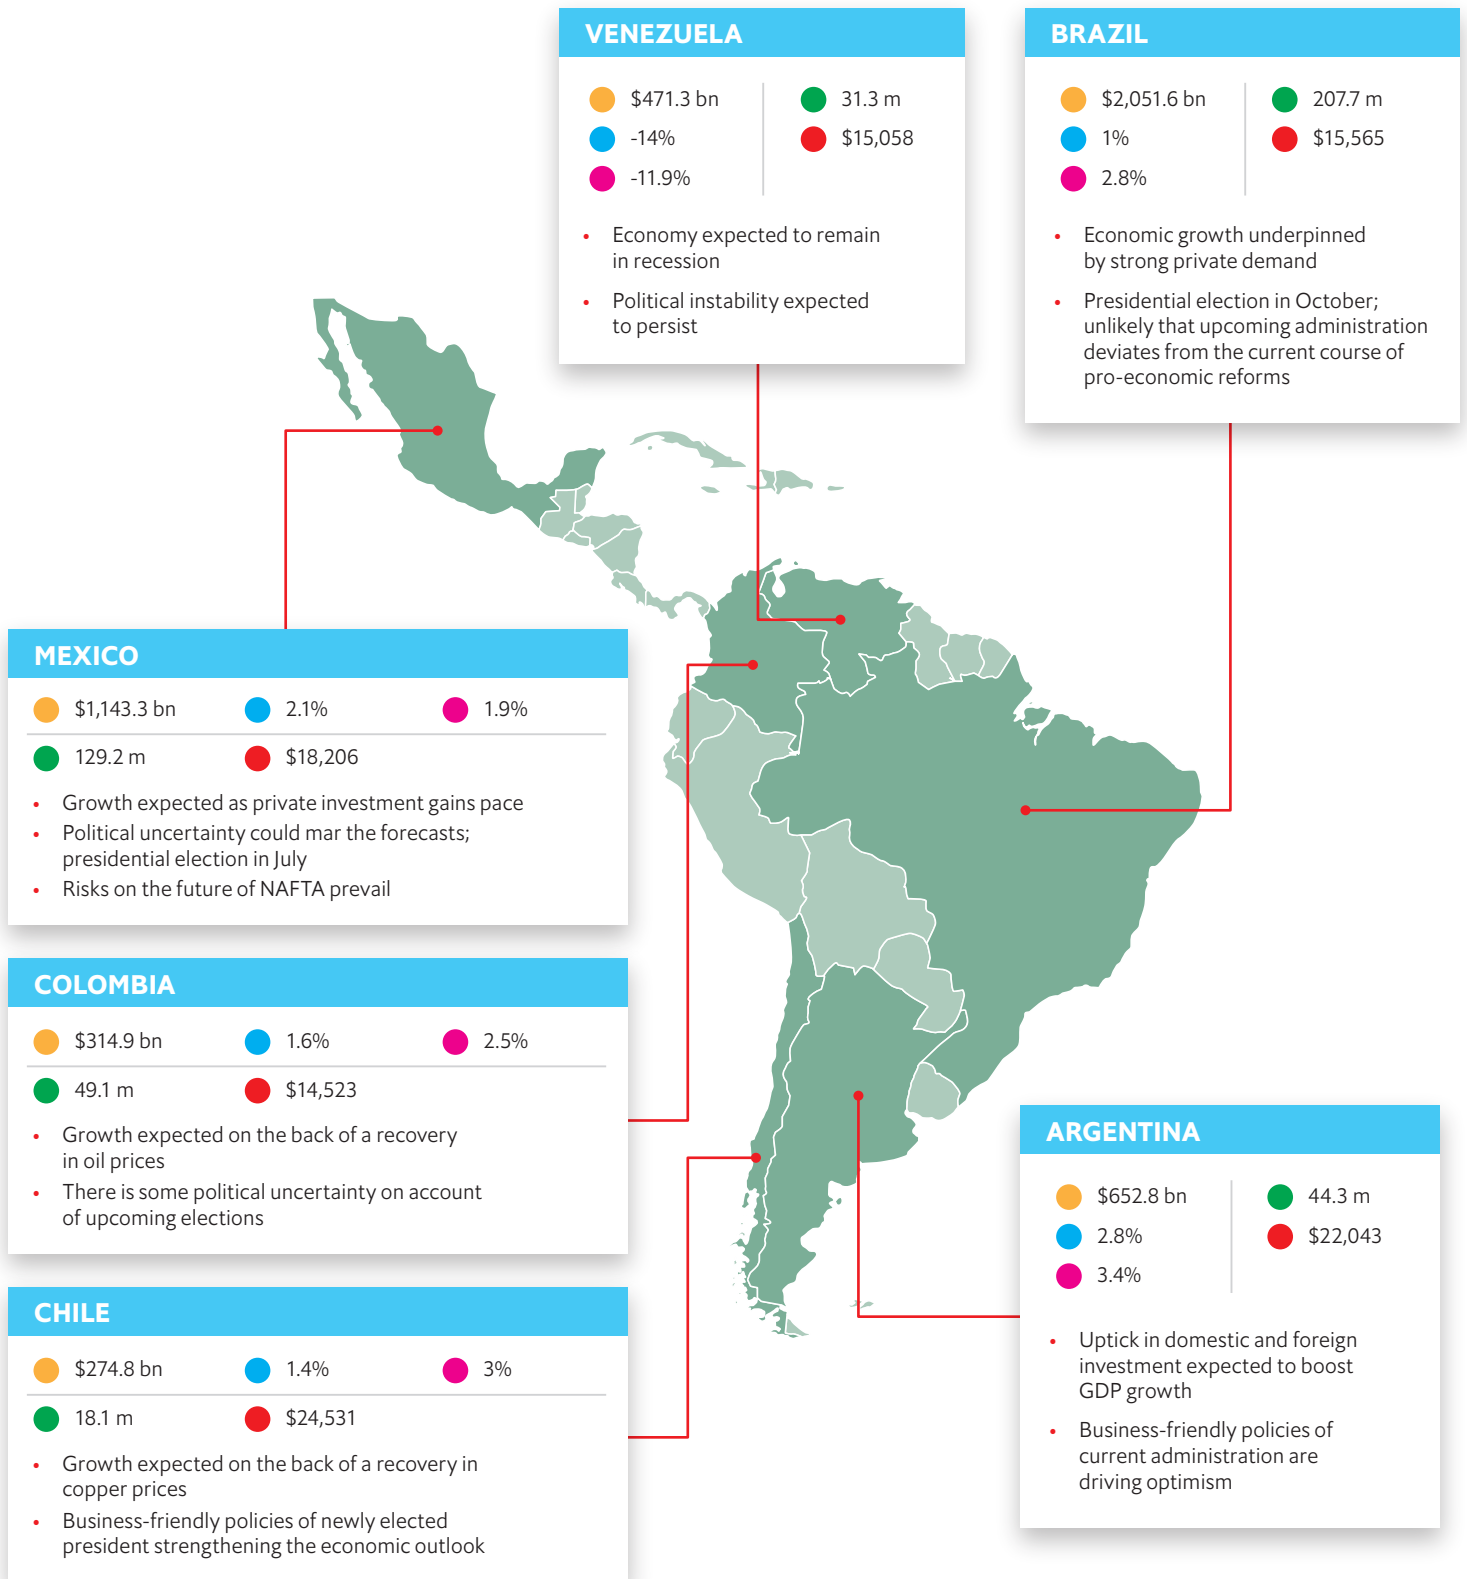 VENEZUELA
$471.3 bn
-14%
-11.9%
31.3 m
$15,058
• Economy expected to remain
in recession
• Political instability expected
to persist
BRAZIL
$2,051.6 bn
1%
2.8%
207.7 m
$15,565
• Economic growth underpinned
by strong private demand
• Presidential election in October;
unlikely that upcoming administration
deviates from the current course of
pro-economic reforms
MEXICO
$1,143.3 bn 2.1% 1.9%
129.2 m $18,206
• Growth expected as private investment gains pace
• Political uncertainty could mar the forecasts;
presidential election in July
• Risks on the future of NAFTA prevail
COLOMBIA
$314.9 bn 1.6% 2.5%
49.1 m $14,523
• Growth expected on the back of a recovery
in oil prices
• There is some political uncertainty on account
of upcoming elections
CHILE
$274.8 bn 1.4% 3%
18.1 m $24,531
• Growth expected on the back of a recovery in
copper prices
• Business-friendly policies of newly elected
president strengthening the economic outlook
ARGENTINA
$652.8 bn
2.8%
3.4%
44.3 m
$22,043
• Uptick in domestic and foreign
investment expected to boost
GDP growth
• Business-friendly policies of
current administration are
driving optimism